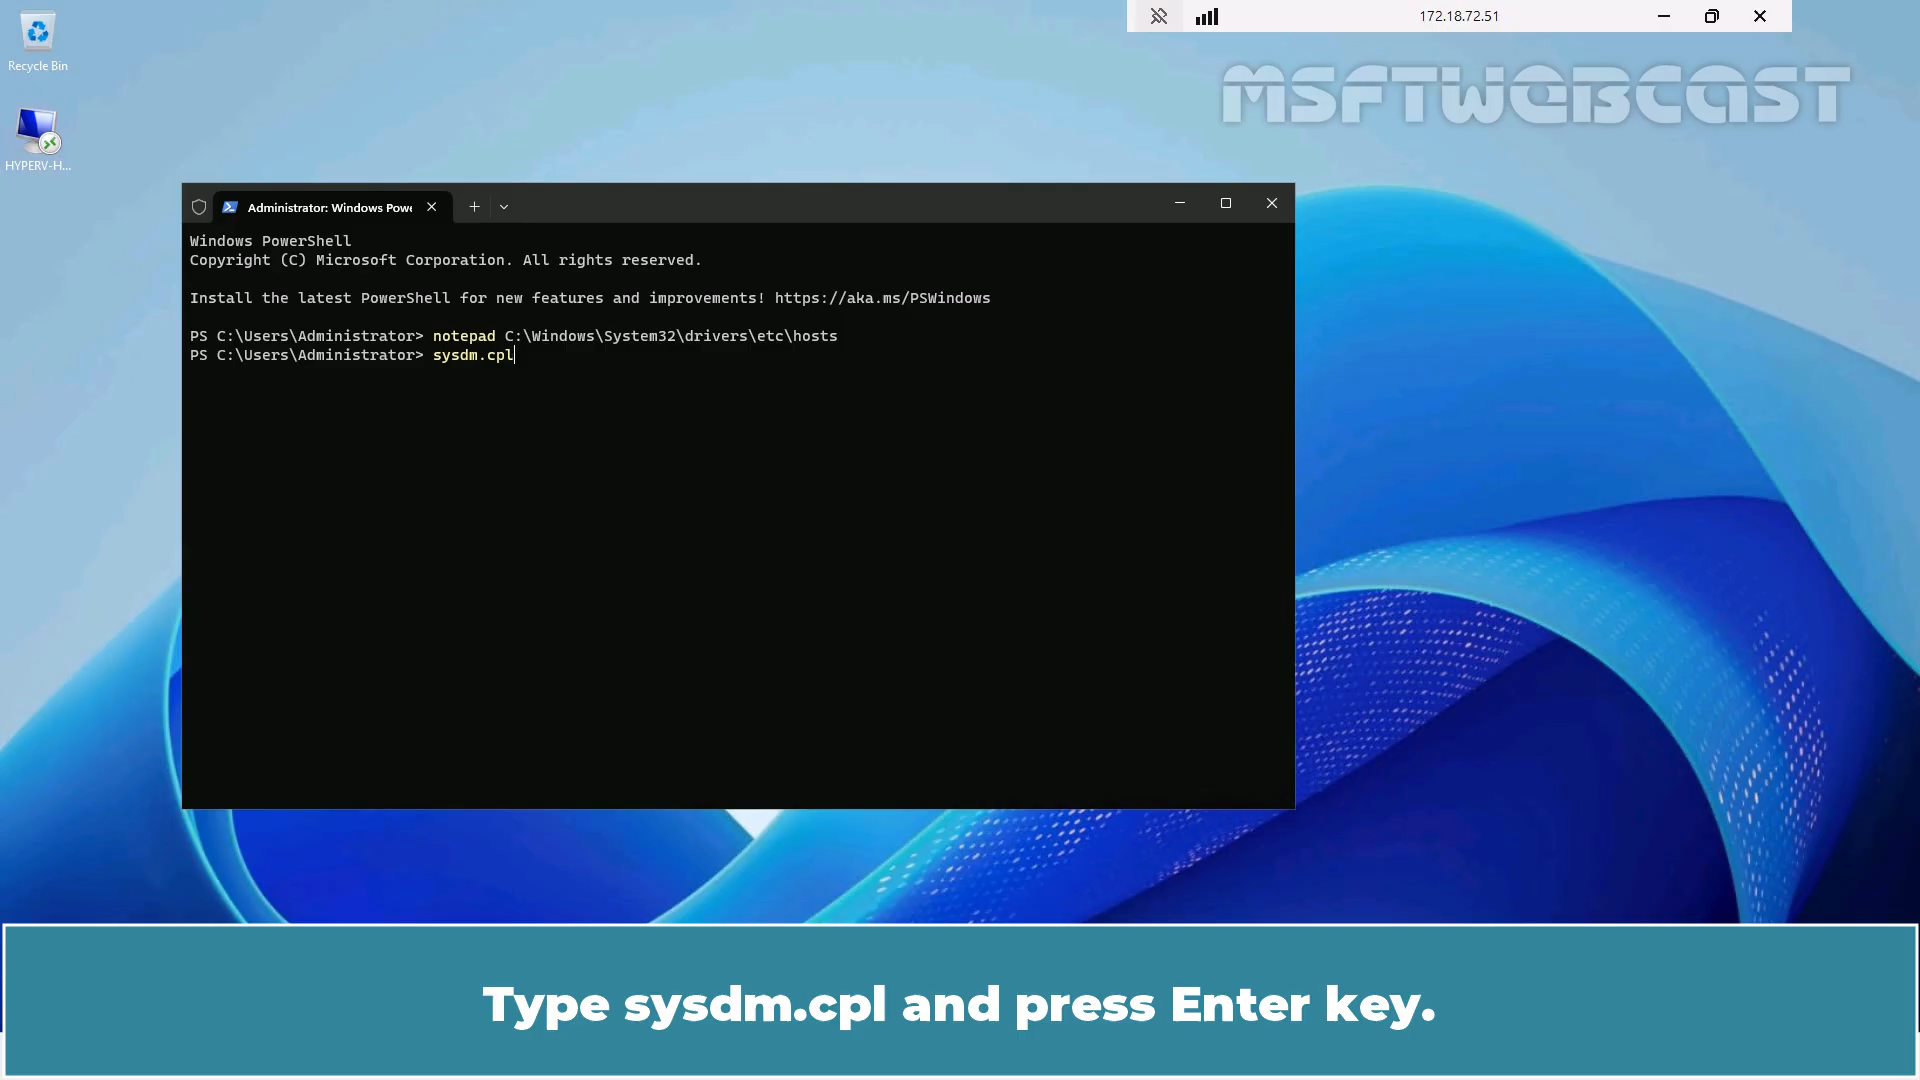 172.18.72.51
Recycle Bin
MSFTWEBCAST
HYPERV-H...
Administrator: Windows Powe
Windows PowerShell
Copyright (C) Microsoft Corporation. All rights reserved.
Install the latest PowerShell for new features and improvements! https://aka.ms/PSWindows
PS C:\Users\Administrator> notepad C:\Windows\System32\drivers\etc\hosts
PS C:\Users\Administrator> sysdm.cpl
Type sysdm.cpl and press Enter key.